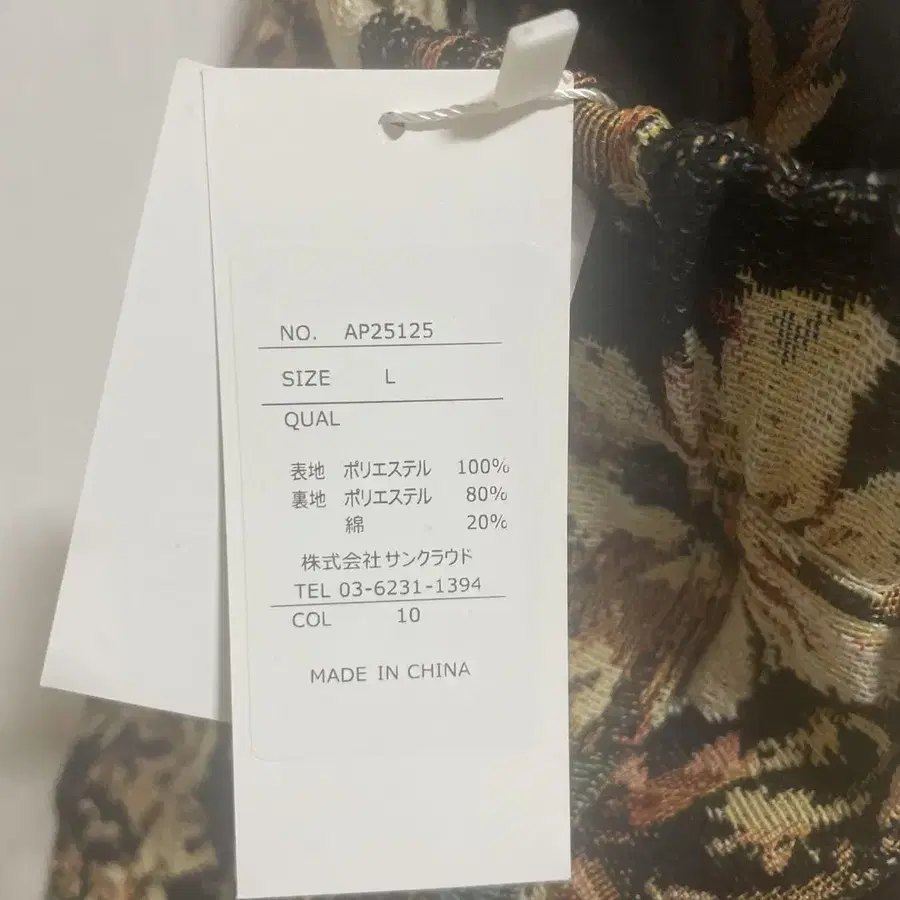 NO. AP25125
SIZE L
QUAL
表地 ポリエステル 100%
裏地 ポリエステル 80%
綿 20%
株式会社サンクラウド
TEL 03-6231-1394
COL 10
MADE IN CHINA